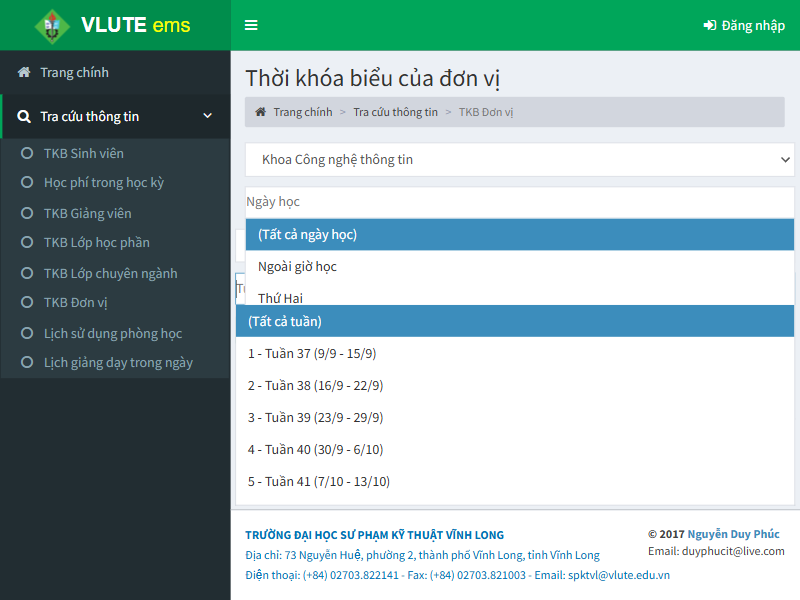 VLUTE ems
Đăng nhập
Trang chính
Tra cứu thông tin
TKB Sinh viên
Học phí trong học kỳ
TKB Giảng viên
TKB Lớp học phần
TKB Lớp chuyên ngành
TKB Đơn vị
Lịch sử dụng phòng học
Lịch giảng dạy trong ngày
Thời khóa biểu của đơn vị
Trang chính > Tra cứu thông tin > TKB Đơn vị
Khoa Công nghệ thông tin
Ngày học
(Tất cả ngày học)
Ngoài giờ học
Thứ Hai
(Tất cả tuần)
1 - Tuần 37 (9/9 - 15/9)
2 - Tuần 38 (16/9 - 22/9)
3 - Tuần 39 (23/9 - 29/9)
4 - Tuần 40 (30/9 - 6/10)
5 - Tuần 41 (7/10 - 13/10)
TRƯỜNG ĐẠI HỌC SƯ PHẠM KỸ THUẬT VĨNH LONG
Địa chỉ: 73 Nguyễn Huệ, phường 2, thành phố Vĩnh Long, tỉnh Vĩnh Long
Điện thoại: (+84) 02703.822141 - Fax: (+84) 02703.821003 - Email: spktvl@vlute.edu.vn
© 2017 Nguyễn Duy Phúc
Email: duyphucit@live.com